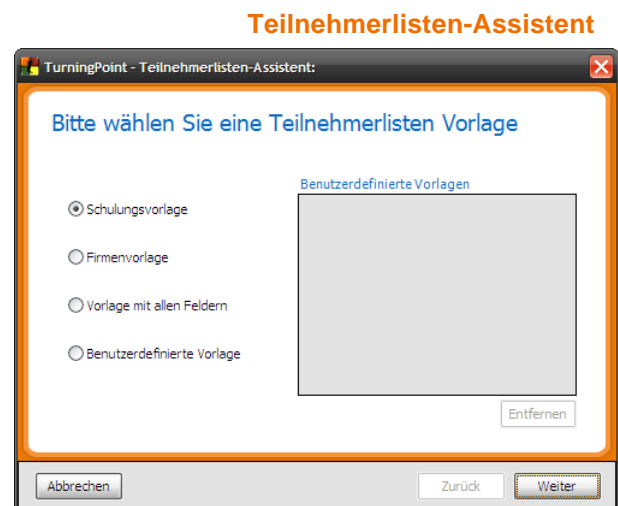 Teilnehmerlisten-Assistent
TurningPoint - Teilnehmerlisten-Assistent:
Bitte wählen Sie eine Teilnehmerlisten Vorlage
Benutzerdefinierte Vorlagen
Schulungsvorlage
Firmenvorlage
Vorlage mit allen Feldern
Benutzerdefinierte Vorlage
Entfernen
Abbrechen Zurück Weiter